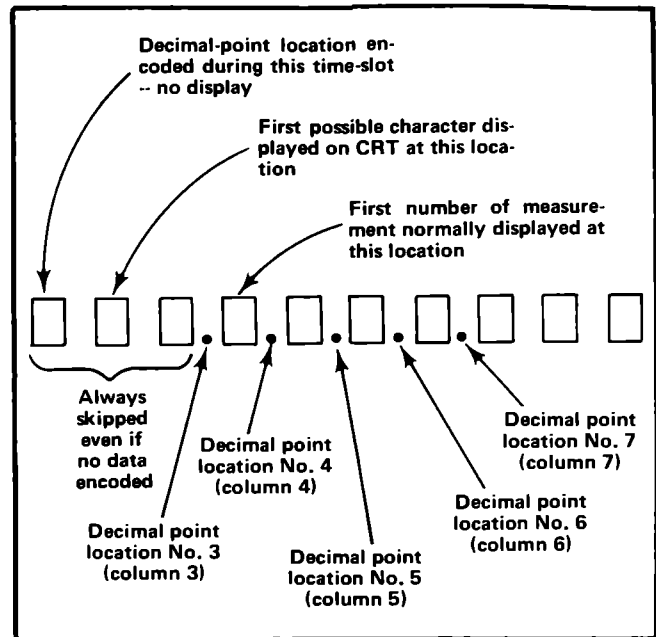 Decimal-point location en-
coded during this time-slot
-- no display
First possible character dis-
played on CRT at this loca-
tion
First number of measure-
ment normally displayed at
this location
Always
skipped
even if
no data
encoded
Decimal point
location No. 3
(column 3)
Decimal point
location No. 4
(column 4)
Decimal point
location No. 5
(column 5)
Decimal point
location No. 6
(column 6)
Decimal point
location No. 7
(column 7)